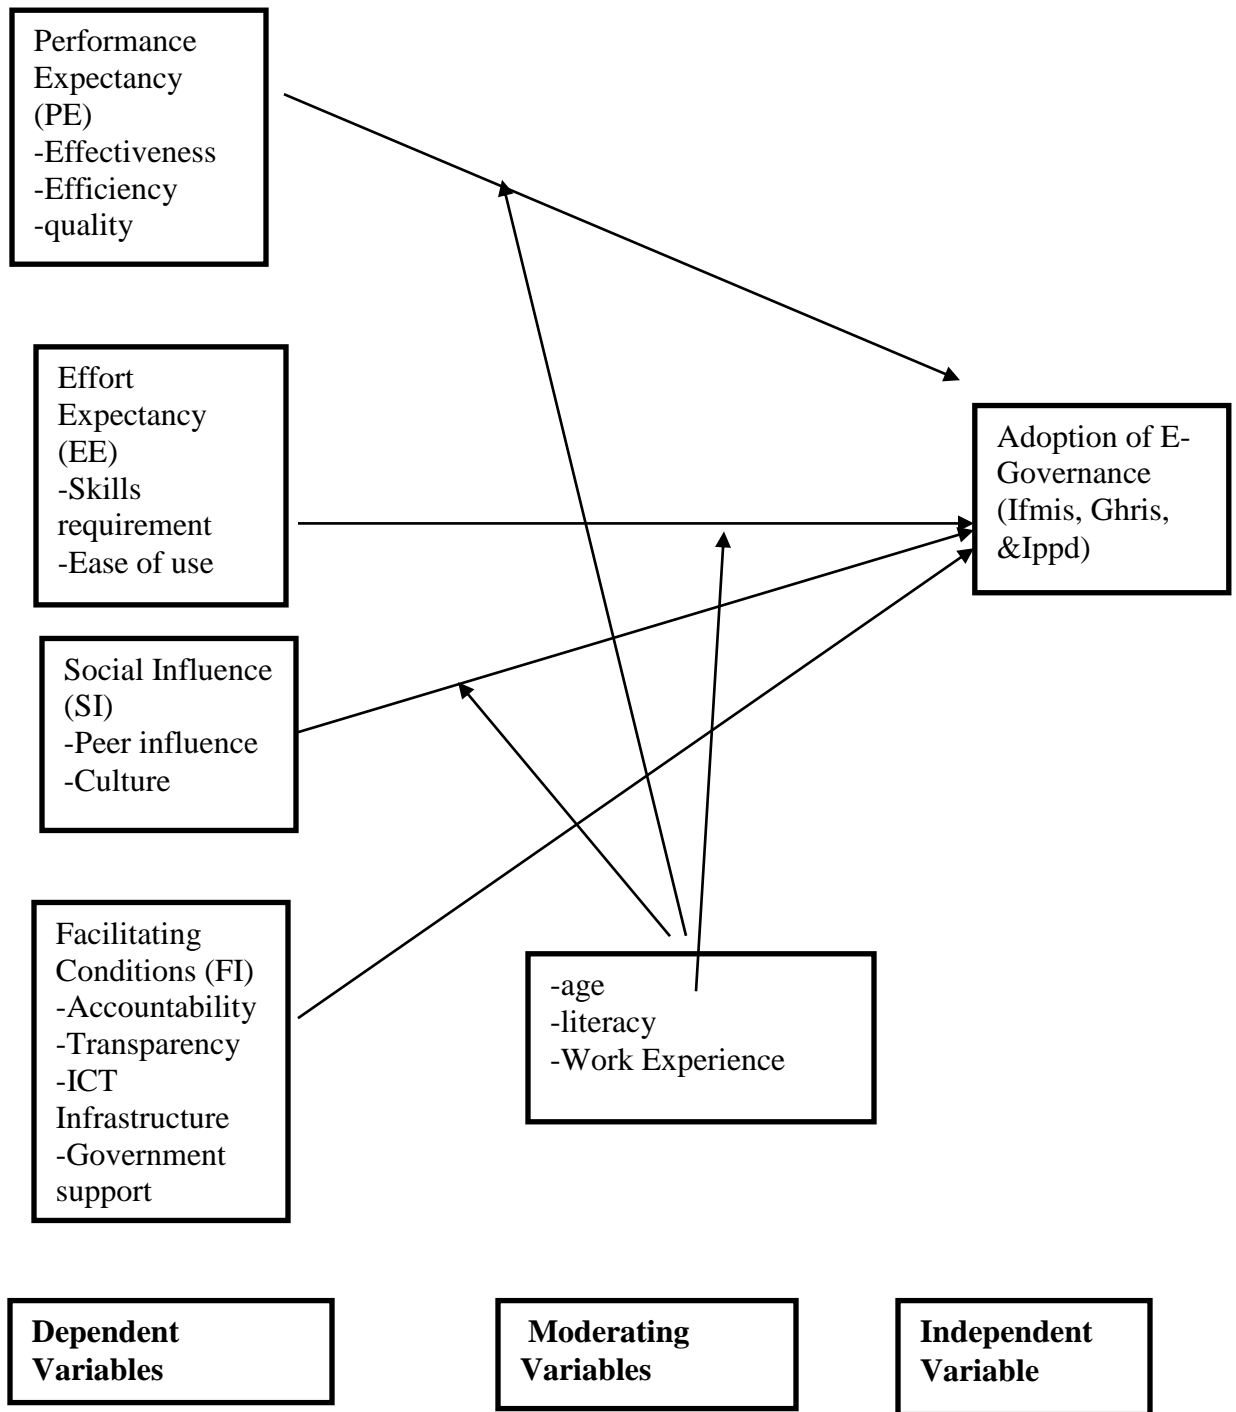 Performance
Expectancy
(PE)
-Effectiveness
-Efficiency
-quality
Effort
Expectancy
(EE)
-Skills
requirement
-Ease of use
Adoption of E-
Governance
(Ifmis, Ghris,
&Ippd)
Social Influence
(SI)
-Peer influence
-Culture
Facilitating
Conditions (FI)
-Accountability
-Transparency
-ICT
Infrastructure
-Government
support
-age
-literacy
-Work Experience
Dependent
Variables
Moderating
Variables
Independent
Variable